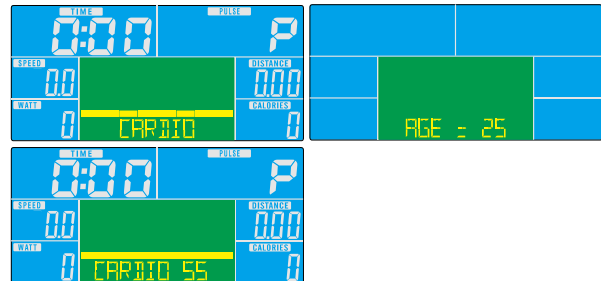 TIME PULSE
0:00 P
SPEED DISTANCE
0.0 0.00
WATT CALORIES
0 CARDIO 0
AGE = 25
TIME PULSE
0:00 P
SPEED DISTANCE
0.0 0.00
WATT CALORIES
0 CARDIO 55 0